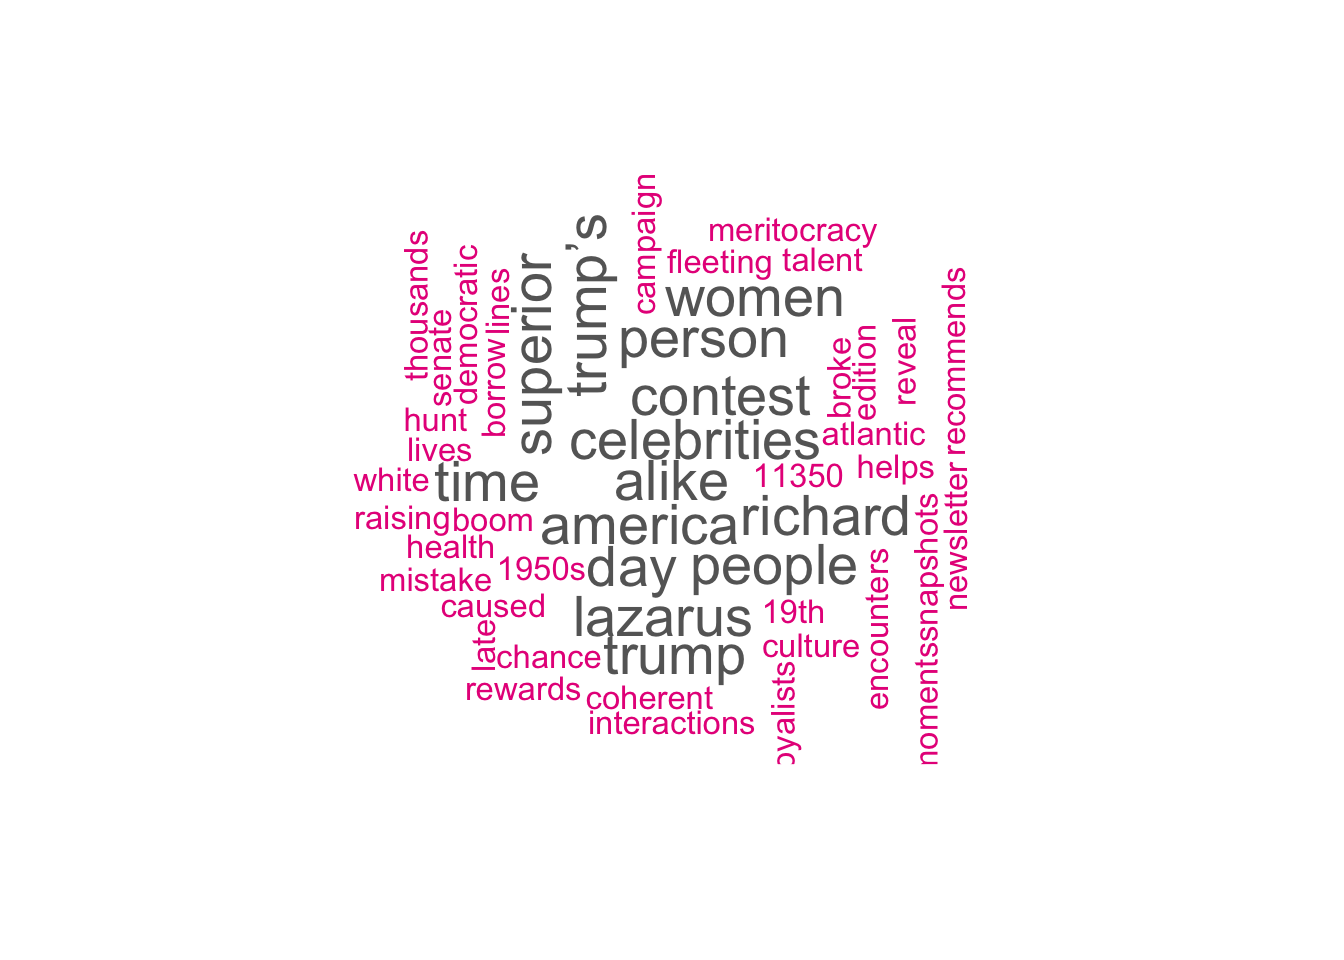 campaign
meritocracy
fleeting
talent
thousands
senate
democratic
lines
borrow
superior
trump’s
women
person
broke
edition
reveal
recommends
contest
hunt
celebrities
atlantic
lives
white
time
alike
11350
helps
raising
boom
america
richard
snapshots
newsletter
health
1950s
day
people
mistake
encounters
caused
lazarus
19th
late
chance
trump
culture
rewards
coherent
interactions